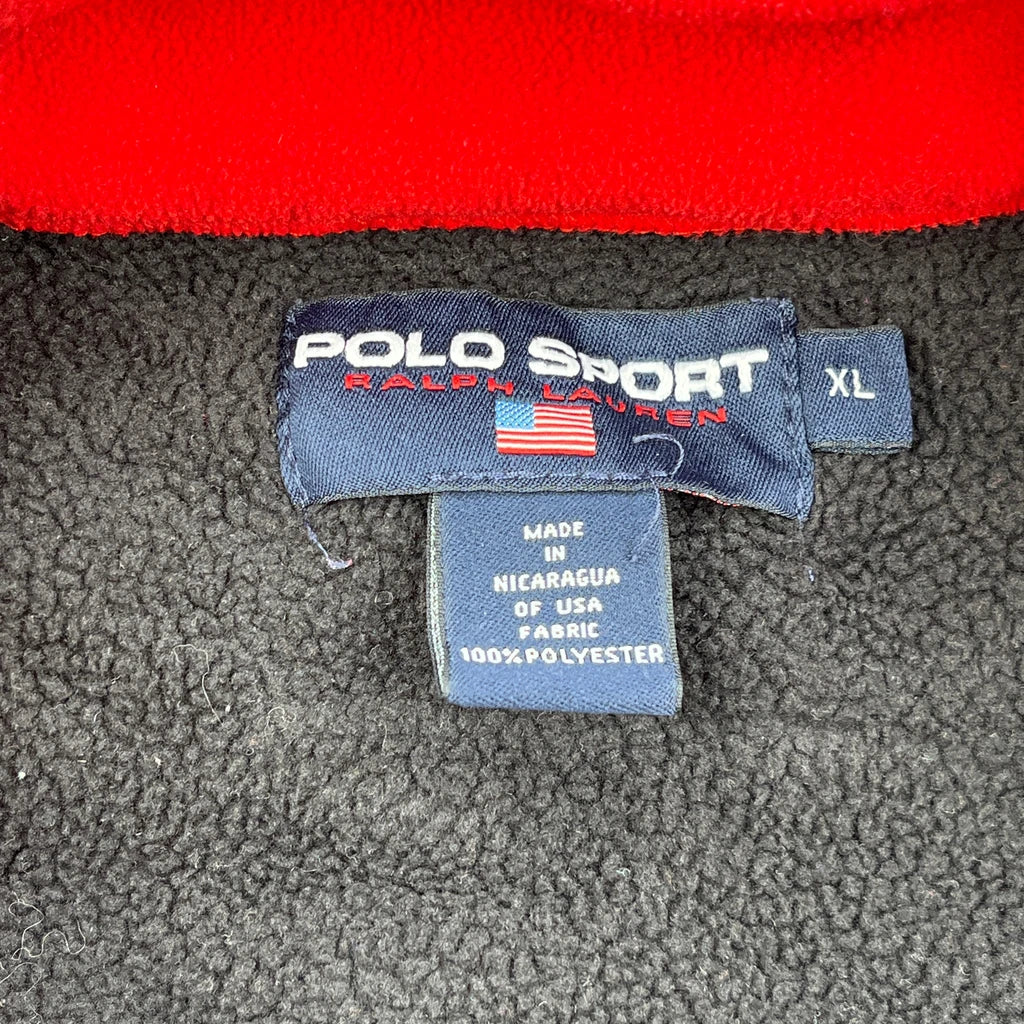 POLO SPORT
RALPH LAUREN
XL
MADE
IN
NICARAGUA
OF USA
FABRIC
100% POLYESTER